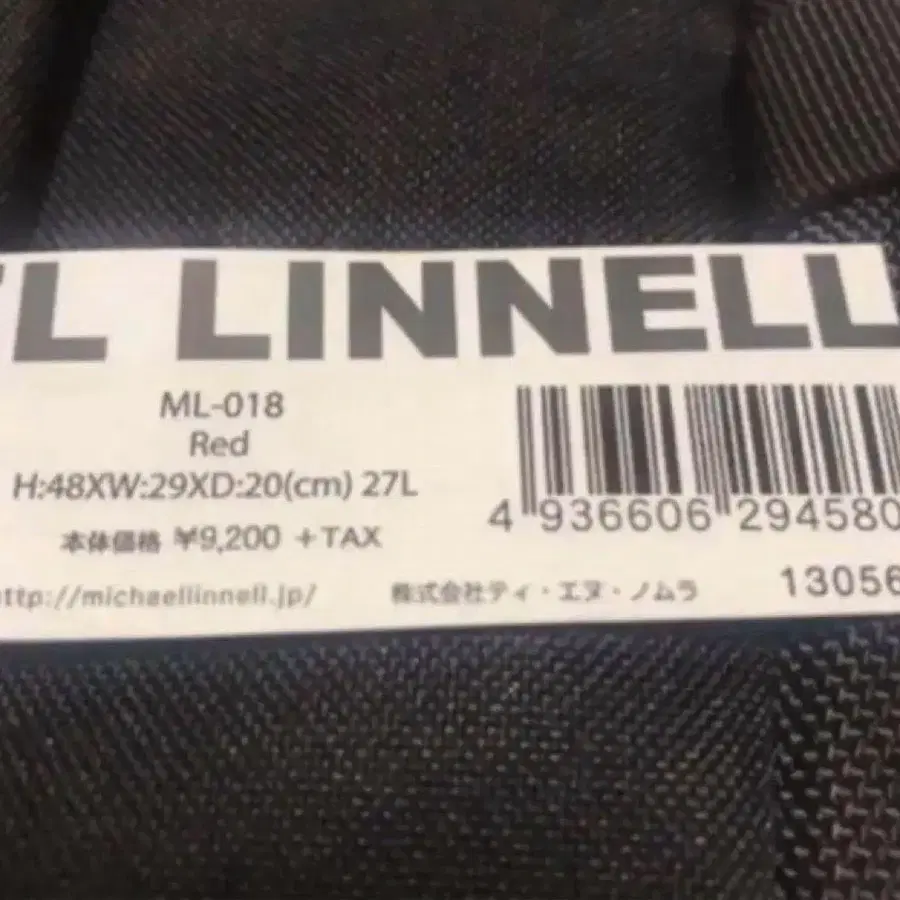 L LINNELL
ML-018
Red
H:48XW:29XD:20(cm) 27L
本体価格 ¥9,200 +TAX
4 936606 294580
http://michaellinnell.jp/
株式会社ティ・エヌ・ノムラ
13056